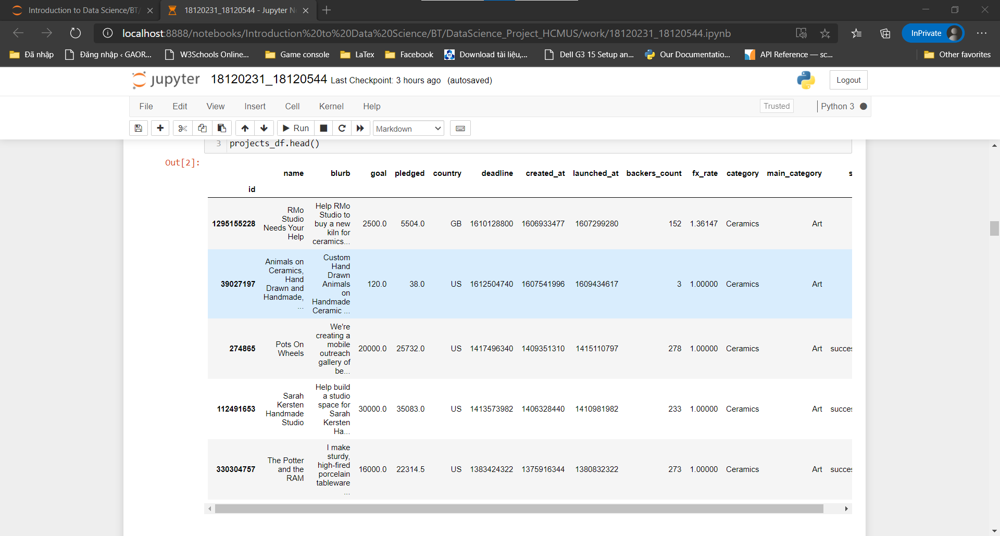 Introduction to Data Science/BT/
18120231_18120544 - Jupyter N
localhost:8888/notebooks/Introduction%20to%20Data%20Science/BT/DataScience_Project_HCMUS/work/18120231_18120544.ipynb
InPrivate
Đã nhập
Đăng nhập ‹ GAOR...
W3Schools Online...
Game console
LaTex
Facebook
Download tài liệu,...
Dell G3 15 Setup an...
Our Documentatio...
API Reference — sc...
Other favorites
jupyter 18120231_18120544 Last Checkpoint: 3 hours ago (autosaved)
Logout
File Edit View Insert Cell Kernel Help
Trusted
Python 3
Run
Markdown
3 projects_df.head()
Out[2]:
name blurb goal pledged country deadline created_at launched_at backers_count fx_rate category main_category s
id
1295155228
RMo
Studio
Needs Your
Help
Help RMo
Studio to
buy a new
kiln for
ceramics...
2500.0 5504.0 GB 1610128800 1606933477 1607299280 152 1.36147 Ceramics Art
39027197
Animals on
Ceramics,
Hand
Drawn and
Handmade,
...
Custom
Hand
Drawn
Animals
on
Handmade
Ceramic ...
120.0 38.0 US 1612504740 1607541996 1609434617 3 1.00000 Ceramics Art
274865
Pots On
Wheels
We're
creating a
mobile
outreach
gallery of
be...
20000.0 25732.0 US 1417496340 1409351310 1415110797 278 1.00000 Ceramics Art succes
112491653
Sarah
Kersten
Handmade
Studio
Help build
a studio
space for
Sarah
Kersten
Ha...
30000.0 35083.0 US 1413573982 1406328440 1410981982 233 1.00000 Ceramics Art succes
330304757
The Potter
and the
RAM
I make
sturdy,
high-fired
porcelain
tableware
...
16000.0 22314.5 US 1383424322 1375916344 1380832322 273 1.00000 Ceramics Art succes